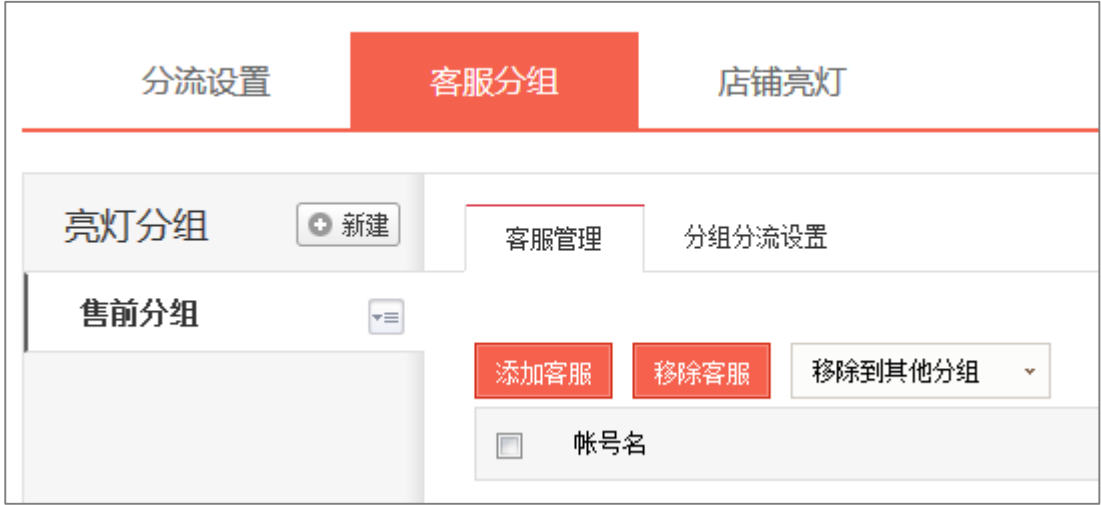 分流设置 客服分组 店铺亮灯
亮灯分组 新建
客服管理 分组分流设置
售前分组
添加客服 移除客服 移除到其他分组
帐号名